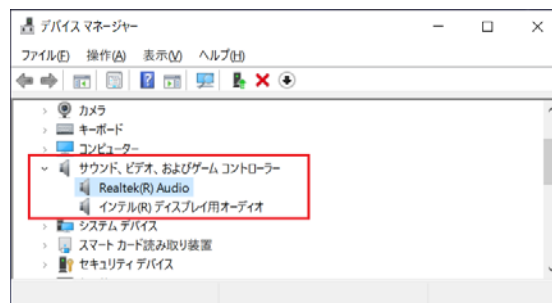 デバイス マネージャー
ファイル(F) 操作(A) 表示(V) ヘルプ(H)
カメラ
キーボード
コンピューター
サウンド、ビデオ、およびゲーム コントローラー
Realtek(R) Audio
インテル(R) ディスプレイ用オーディオ
システム デバイス
スマート カード読み取り装置
セキュリティ デバイス